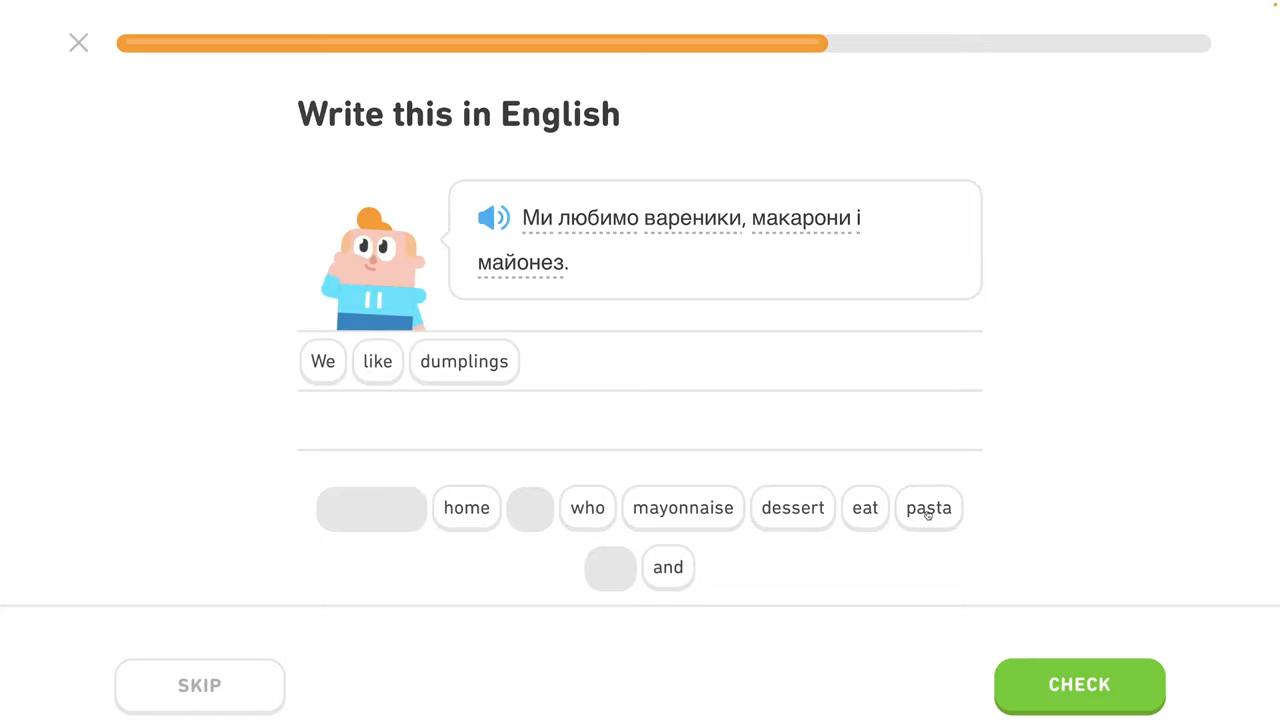 Write this in English
Ми любимо вареники, макарони і
майонез.
We like dumplings
home who mayonnaise dessert eat pasta
and
SKIP CHECK